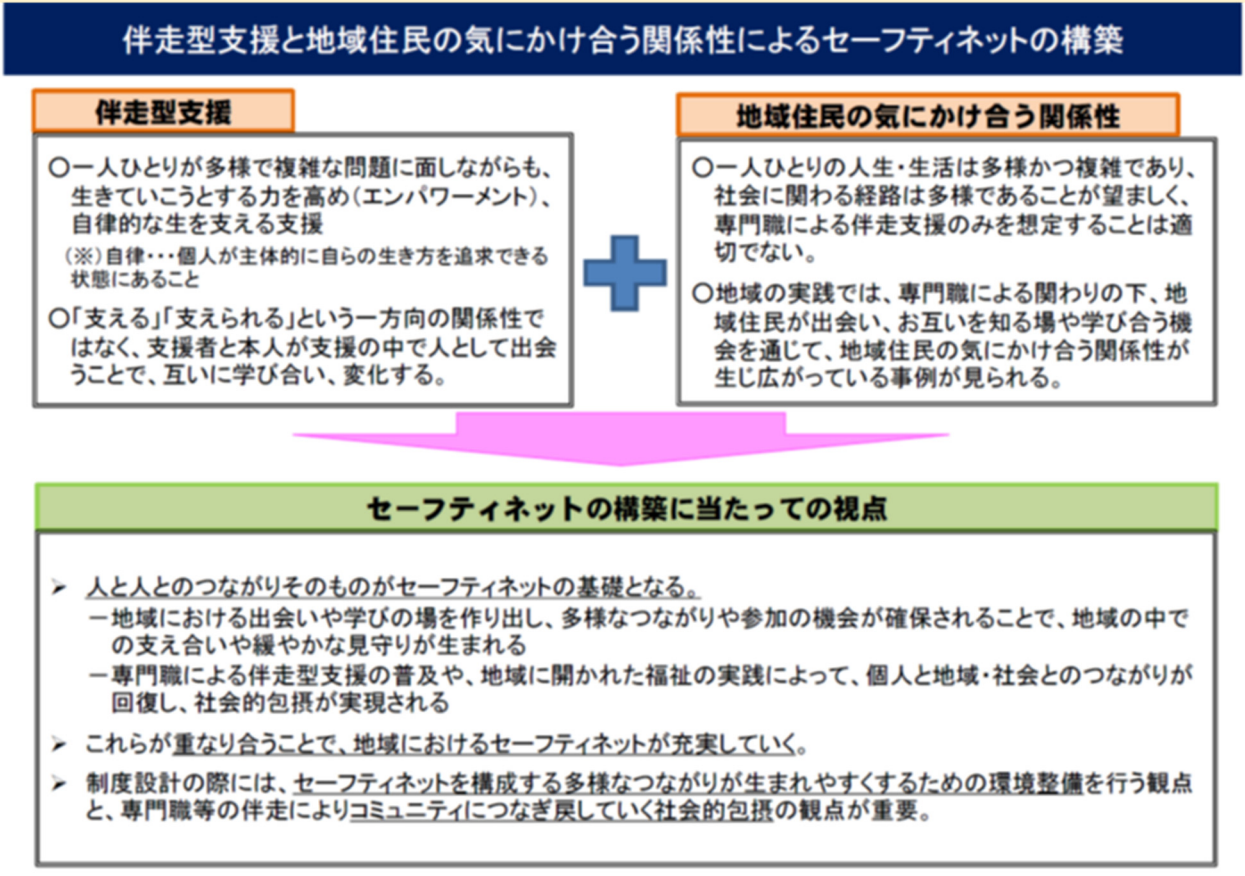 伴走型支援と地域住民の気にかけ合う関係性によるセーフティネットの構築
伴走型支援
○一人ひとりが多様で複雑な問題に面しながらも、
生きていこうとする力を高め(エンパワーメント)、
自律的な生を支える支援
(※)自律・・・個人が主体的に自らの生き方を追求できる
状態にあること
○「支える」「支えられる」という一方向の関係性で
はなく、支援者と本人が支援の中で人として出会
うことで、互いに学び合い、変化する。
地域住民の気にかけ合う関係性
○一人ひとりの人生・生活は多様かつ複雑であり、
社会に関わる経路は多様であることが望ましく、
専門職による伴走支援のみを想定することは適
切でない。
○地域の実践では、専門職による関わりの下、地
域住民が出会い、お互いを知る場や学び合う機
会を通じて、地域住民の気にかけ合う関係性が
生じ広がっている事例が見られる。
セーフティネットの構築に当たっての視点
➢ 人と人とのつながりそのものがセーフティネットの基礎となる。
－地域における出会いや学びの場を作り出し、多様なつながりや参加の機会が確保されることで、地域の中で
の支え合いや緩やかな見守りが生まれる
－専門職による伴走型支援の普及や、地域に開かれた福祉の実践によって、個人と地域・社会とのつながりが
回復し、社会的包摂が実現される
➢ これらが重なり合うことで、地域におけるセーフティネットが充実していく。
➢ 制度設計の際には、セーフティネットを構成する多様なつながりが生まれやすくするための環境整備を行う観点
と、専門職等の伴走によりコミュニティにつなぎ戻していく社会的包摂の観点が重要。